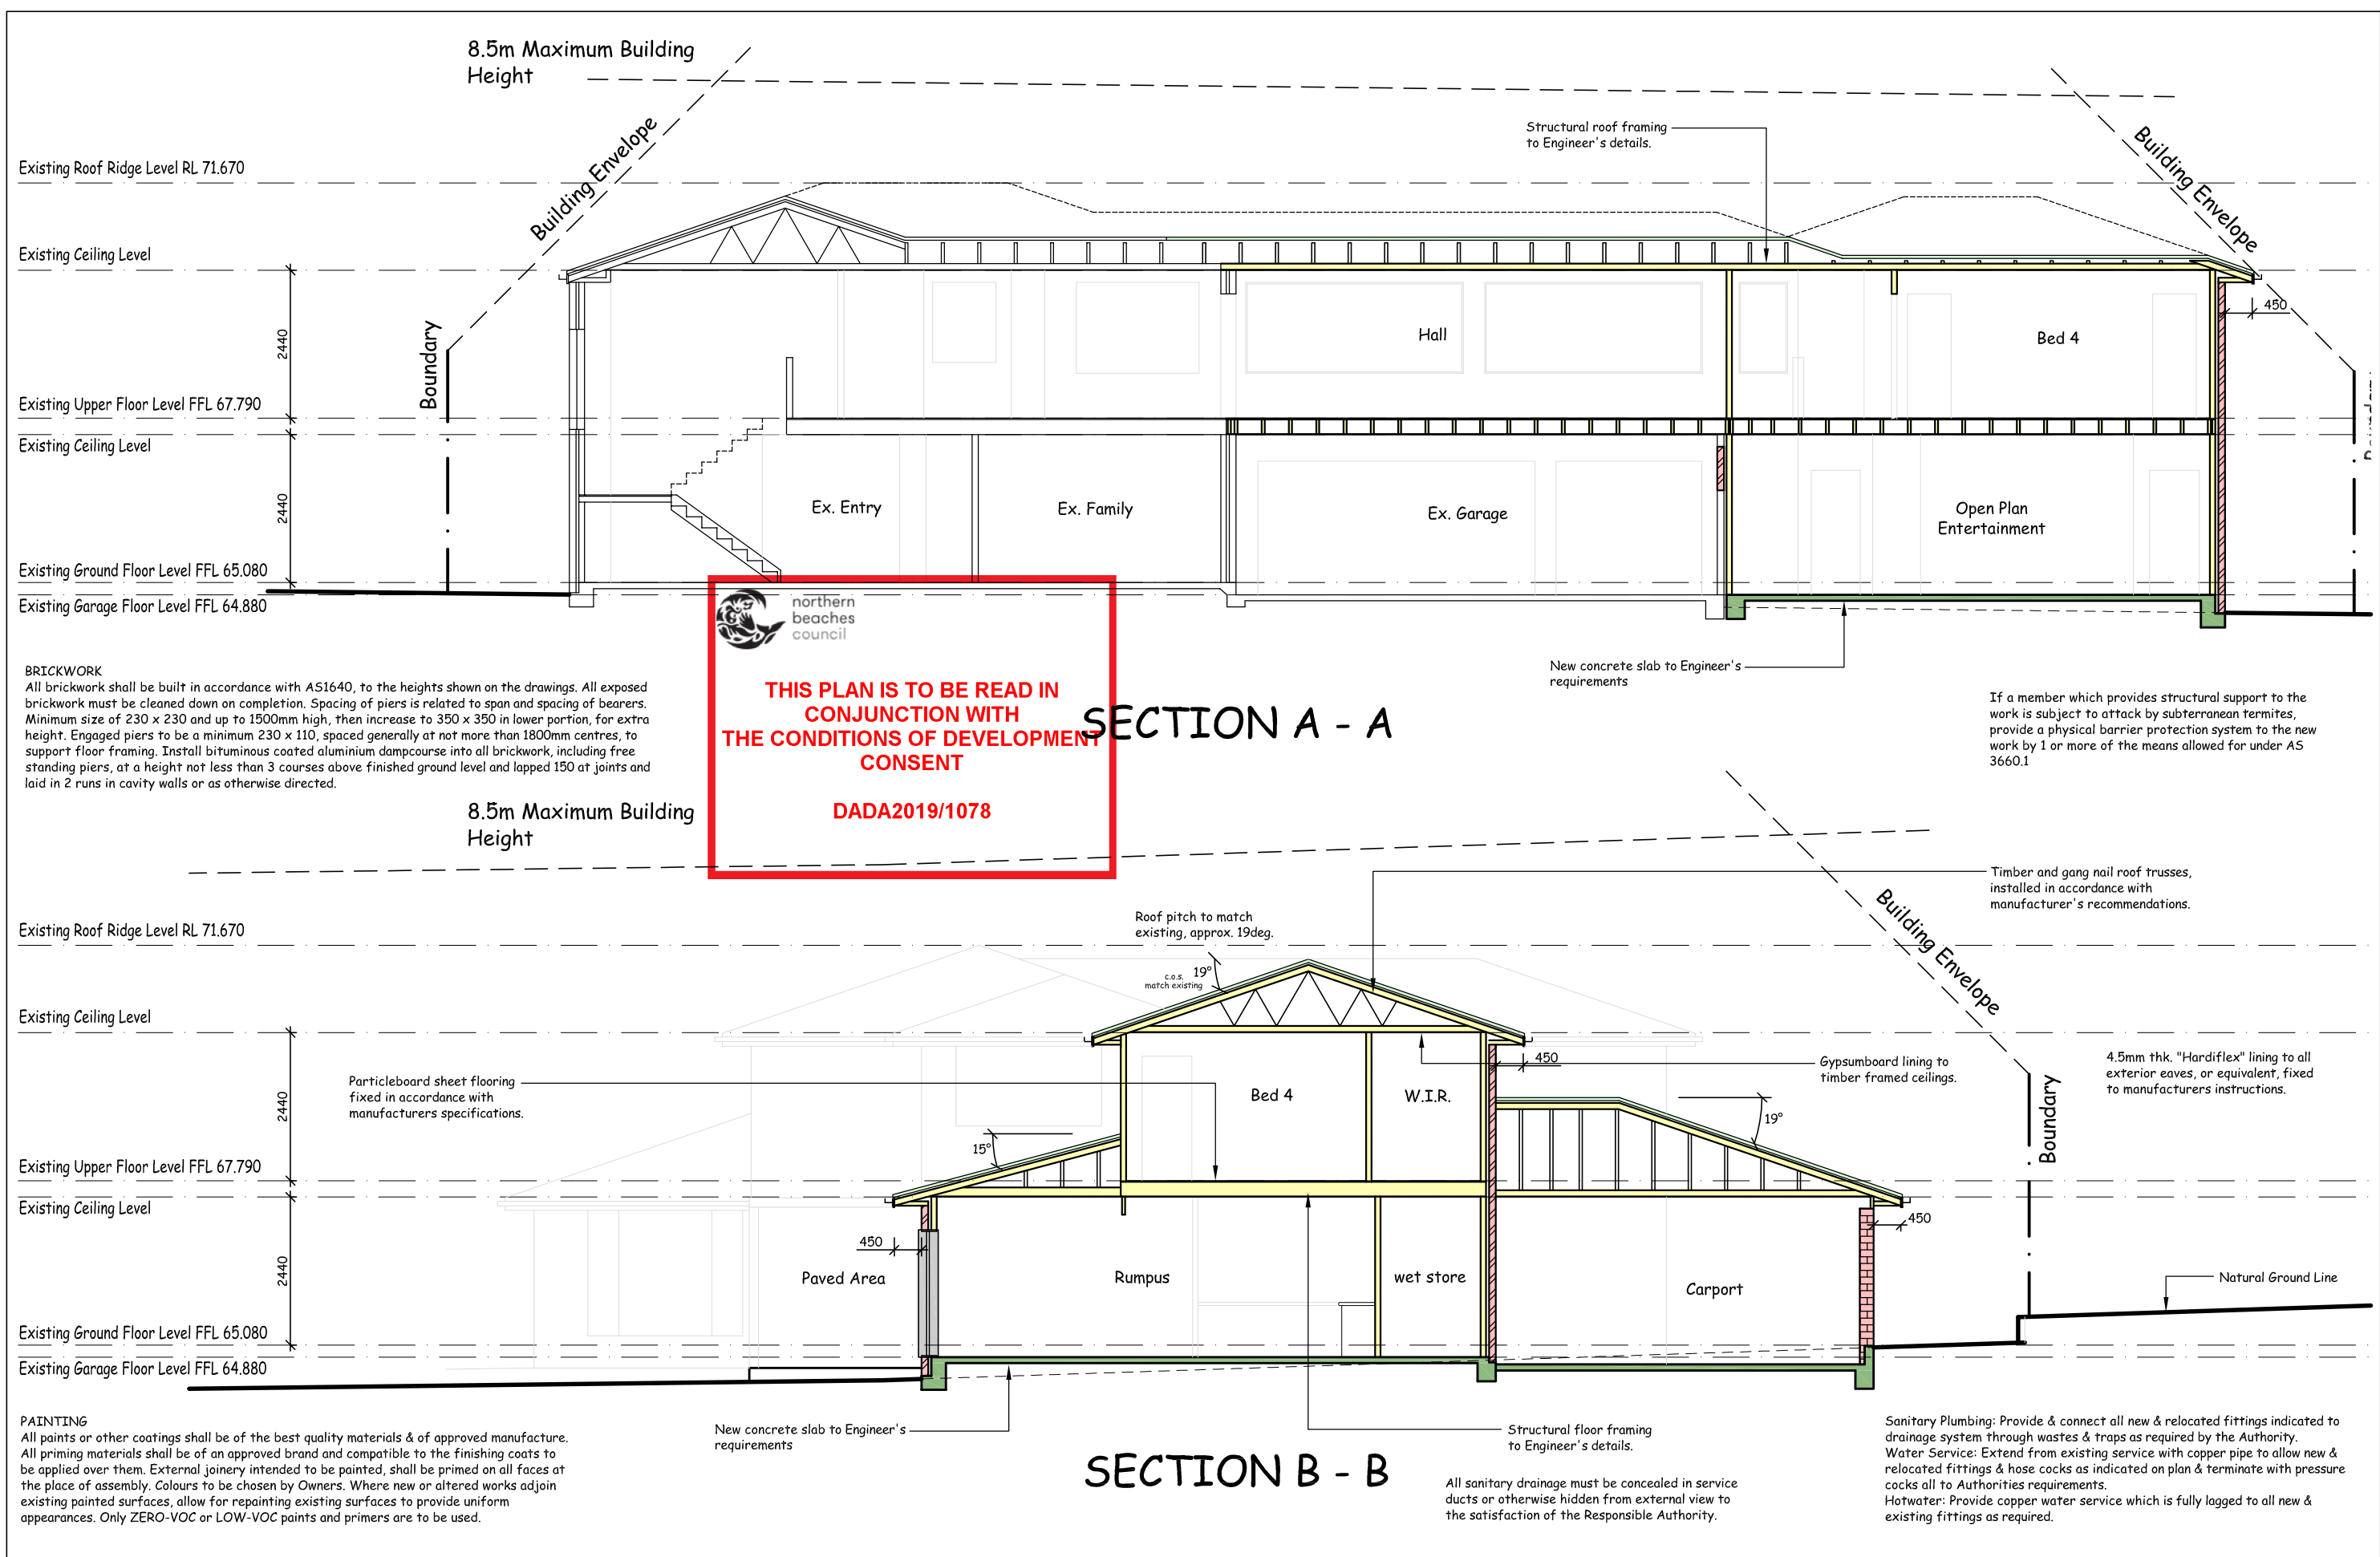 8.5m Maximum Building
Height
Building Envelope
Building Envelope
Structural roof framing
to Engineer's details.
Existing Roof Ridge Level RL 71.670
Existing Ceiling Level
2440
Boundary
Hall
Bed 4
450
Existing Upper Floor Level FFL 67.790
Existing Ceiling Level
2440
Ex. Entry
Ex. Family
Ex. Garage
Open Plan
Entertainment
Existing Ground Floor Level FFL 65.080
Existing Garage Floor Level FFL 64.880
northern
beaches
council
THIS PLAN IS TO BE READ IN
CONJUNCTION WITH
THE CONDITIONS OF DEVELOPMENT
CONSENT
DADA2019/1078
New concrete slab to Engineer's
requirements
BRICKWORK
All brickwork shall be built in accordance with AS1640, to the heights shown on the drawings. All exposed
brickwork must be cleaned down on completion. Spacing of piers is related to span and spacing of bearers.
Minimum size of 230 x 230 and up to 1500mm high, then increase to 350 x 350 in lower portion, for extra
height. Engaged piers to be a minimum 230 x 110, spaced generally at not more than 1800mm centres, to
support floor framing. Install bituminous coated aluminium dampcourse into all brickwork, including free
standing piers, at a height not less than 3 courses above finished ground level and lapped 150 at joints and
laid in 2 runs in cavity walls or as otherwise directed.
SECTION A - A
If a member which provides structural support to the
work is subject to attack by subterranean termites,
provide a physical barrier protection system to the new
work by 1 or more of the means allowed for under AS
3660.1
8.5m Maximum Building
Height
Timber and gang nail roof trusses,
installed in accordance with
manufacturer's recommendations.
Building Envelope
Roof pitch to match
existing, approx. 19deg.
Existing Roof Ridge Level RL 71.670
c.o.s.
match existing
19°
Existing Ceiling Level
2440
Particleboard sheet flooring
fixed in accordance with
manufacturers specifications.
Bed 4
W.I.R.
450
Gypsumboard lining to
timber framed ceilings.
4.5mm thk. "Hardiflex" lining to all
exterior eaves, or equivalent, fixed
to manufacturers instructions.
Boundary
15°
19°
Existing Upper Floor Level FFL 67.790
Existing Ceiling Level
2440
450
450
Paved Area
Rumpus
wet store
Carport
Natural Ground Line
Existing Ground Floor Level FFL 65.080
Existing Garage Floor Level FFL 64.880
PAINTING
All paints or other coatings shall be of the best quality materials & of approved manufacture.
All priming materials shall be of an approved brand and compatible to the finishing coats to
be applied over them. External joinery intended to be painted, shall be primed on all faces at
the place of assembly. Colours to be chosen by Owners. Where new or altered works adjoin
existing painted surfaces, allow for repainting existing surfaces to provide uniform
appearances. Only ZERO-VOC or LOW-VOC paints and primers are to be used.
New concrete slab to Engineer's
requirements
SECTION B - B
Structural floor framing
to Engineer's details.
All sanitary drainage must be concealed in service
ducts or otherwise hidden from external view to
the satisfaction of the Responsible Authority.
Sanitary Plumbing: Provide & connect all new & relocated fittings indicated to
drainage system through wastes & traps as required by the Authority.
Water Service: Extend from existing service with copper pipe to allow new &
relocated fittings & hose cocks as indicated on plan & terminate with pressure
cocks all to Authorities requirements.
Hotwater: Provide copper water service which is fully lagged to all new &
existing fittings as required.